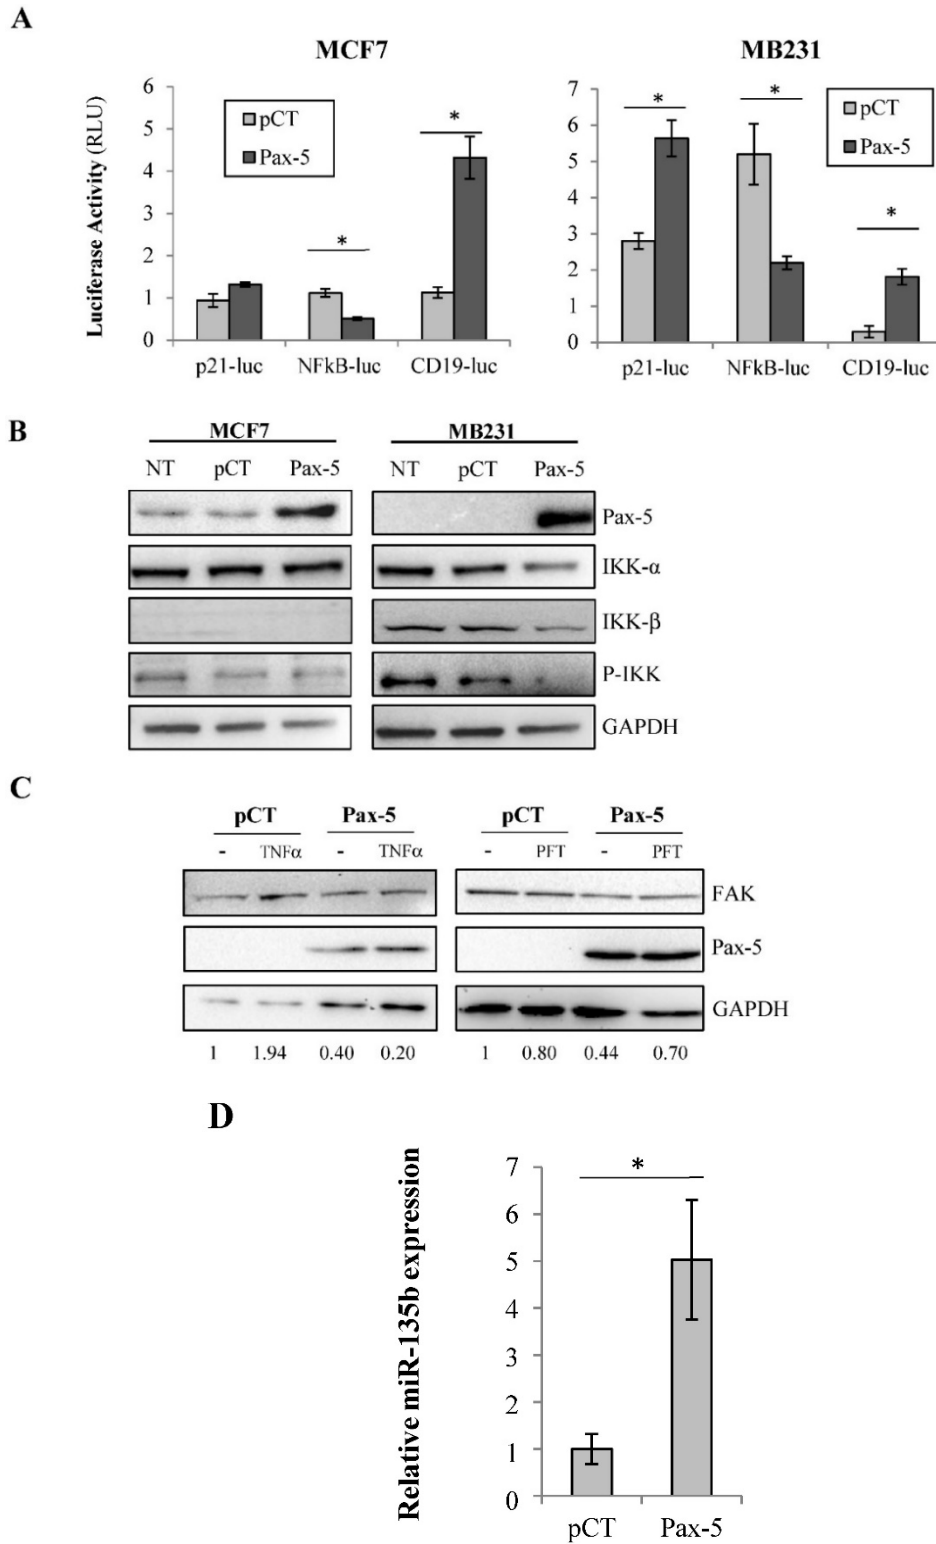 A
MCF7
MB231
Luciferase Activity (RLU)
6
5
4
3
2
1
0
pCT
Pax-5
*
*
p21-luc NFkB-luc CD19-luc
7
6
5
4
3
2
1
0
pCT
Pax-5
*
*
*
p21-luc NFkB-luc CD19-luc
B
MCF7 MB231
NT pCT Pax-5 NT pCT Pax-5
Pax-5
IKK-α
IKK-β
P-IKK
GAPDH
C
pCT Pax-5 pCT Pax-5
- TNFα - TNFα - PFT - PFT
FAK
Pax-5
GAPDH
1 1.94 0.40 0.20 1 0.80 0.44 0.70
D
Relative miR-135b expression
7
6
5
4
3
2
1
0
*
pCT Pax-5